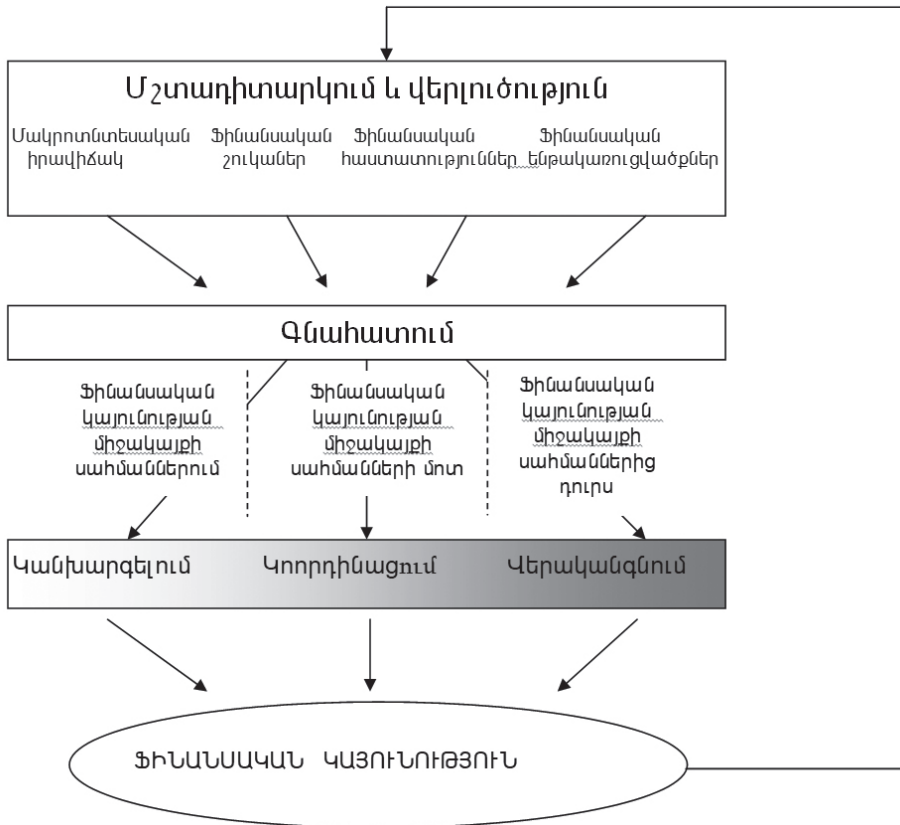 Մշտադիտարկում և վերլուծություն
Մակրոտնտեսական
իրավիճակ
Ֆինանսական
շուկաներ
Ֆինանսական
հաստատություններ
Ֆինանսական
ենթակառուցվածքներ
Գնահատում
Ֆինանսական
կայունության
միջակայքի
սահմաններում
Ֆինանսական
կայունության
միջակայքի
սահմանների մոտ
Ֆինանսական
կայունության
միջակայքի
սահմաններից
դուրս
Կանխարգելում
Կոորդինացում
Վերականգնում
ՖԻՆԱՆՍԱԿԱՆ ԿԱՅՈՒՆՈՒԹՅՈՒՆ